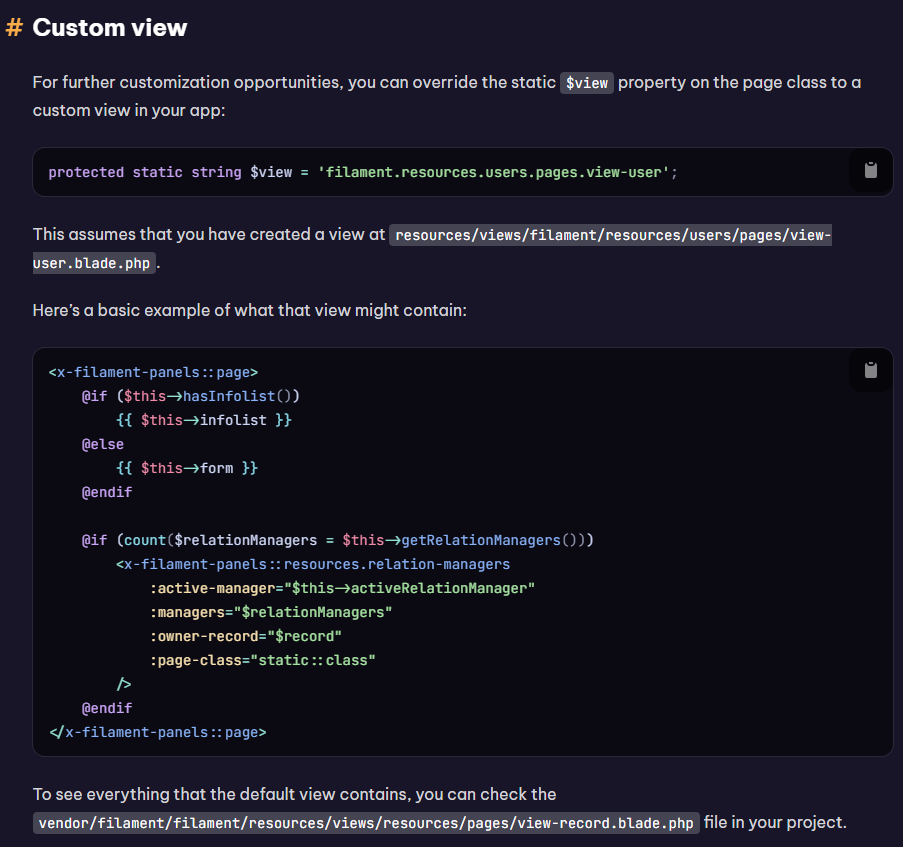 # Custom view
For further customization opportunities, you can override the static $view property on the page class to a
custom view in your app:
protected static string $view = 'filament.resources.users.pages.view-user';
This assumes that you have created a view at resources/views/filament/resources/users/pages/view-
user.blade.php .
Here's a basic example of what that view might contain:
<x-filament-panels::page>
    @if ($this->hasInfolist())
        {{ $this->infolist }}
    @else
        {{ $this->form }}
    @endif

    @if (count($relationManagers = $this->getRelationManagers()))
        <x-filament-panels::resources.relation-managers
            :active-manager="$this->activeRelationManager"
            :managers="$relationManagers"
            :owner-record="$record"
            :page-class="static::class"
        />
    @endif
</x-filament-panels::page>
To see everything that the default view contains, you can check the
vendor/filament/filament/resources/views/resources/pages/view-record.blade.php file in your project.